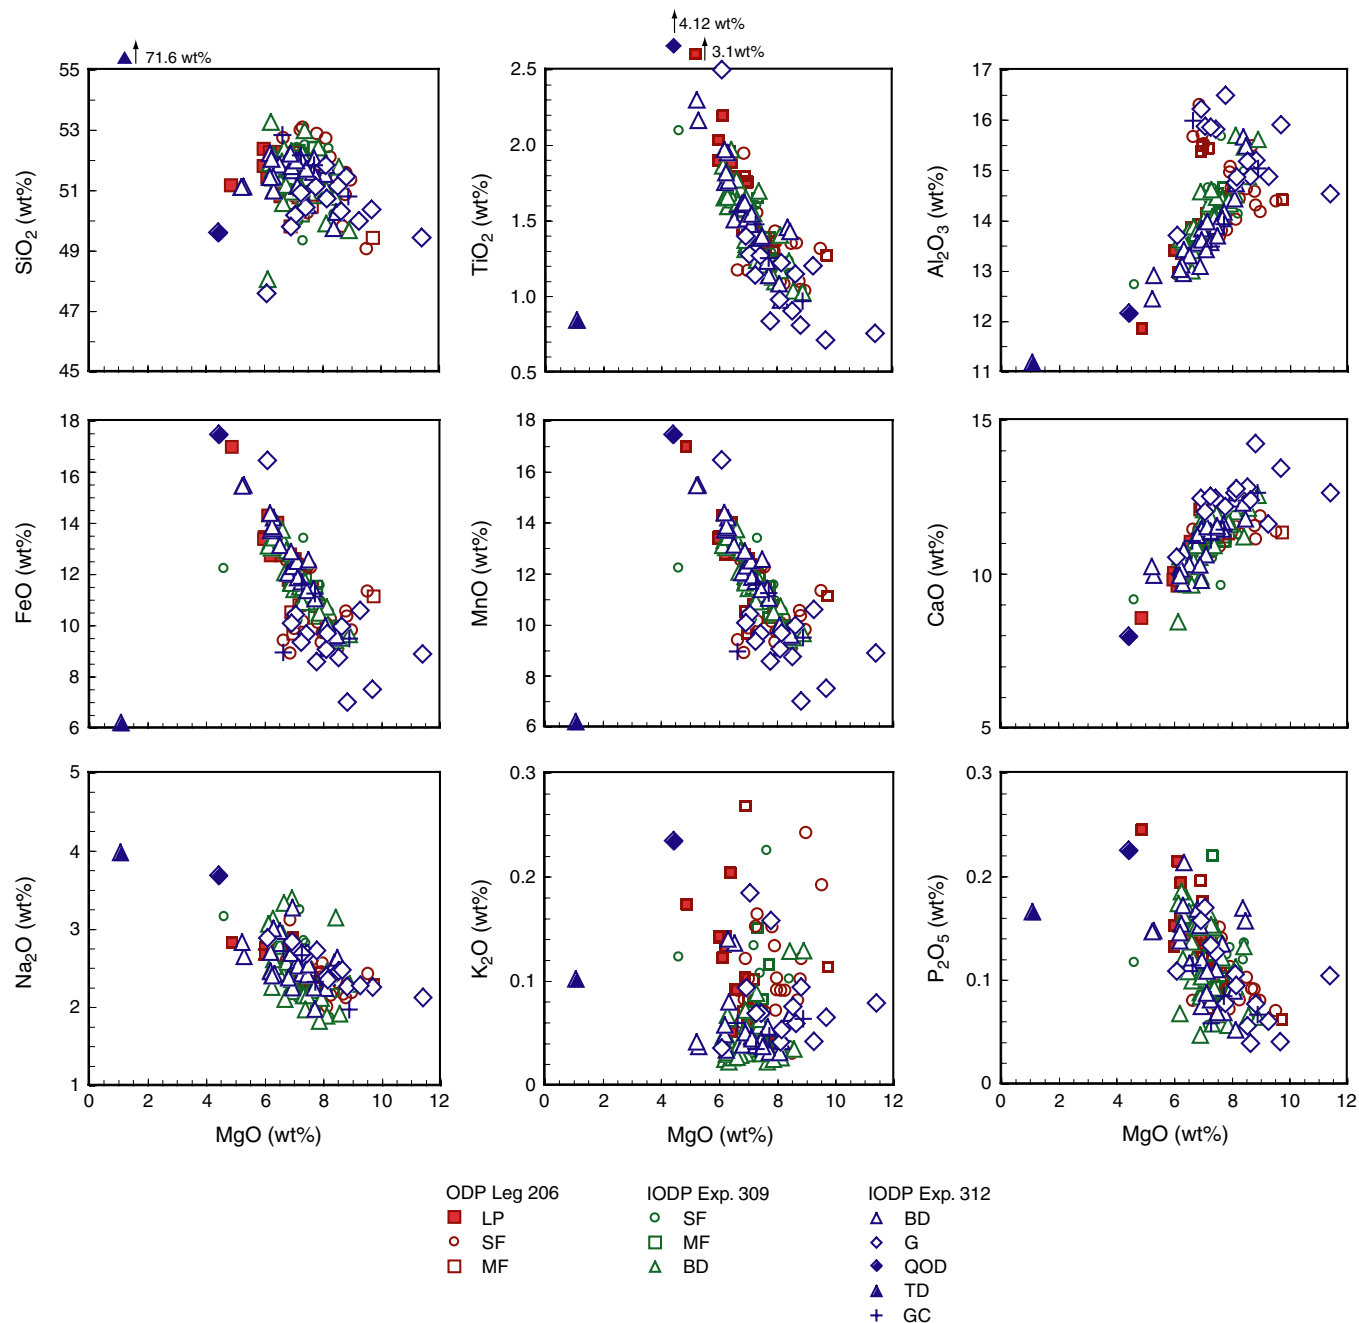 71.6 wt%
4.12 wt%
3.1wt%
55
53
51
49
47
45
SiO2 (wt%)
2.5
2.0
1.5
1.0
0.5
TiO2 (wt%)
17
16
15
14
13
12
11
Al2O3 (wt%)
18
16
14
12
10
8
6
FeO (wt%)
18
16
14
12
10
8
6
MnO (wt%)
15
10
5
CaO (wt%)
5
4
3
2
1
Na2O (wt%)
0 2 4 6 8 10 12
MgO (wt%)
0.3
0.2
0.1
0
K2O (wt%)
0 2 4 6 8 10 12
MgO (wt%)
0.3
0.2
0.1
0
P2O5 (wt%)
0 2 4 6 8 10 12
MgO (wt%)
ODP Leg 206
LP
SF
MF
IODP Exp. 309
SF
MF
BD
IODP Exp. 312
BD
G
QOD
TD
GC